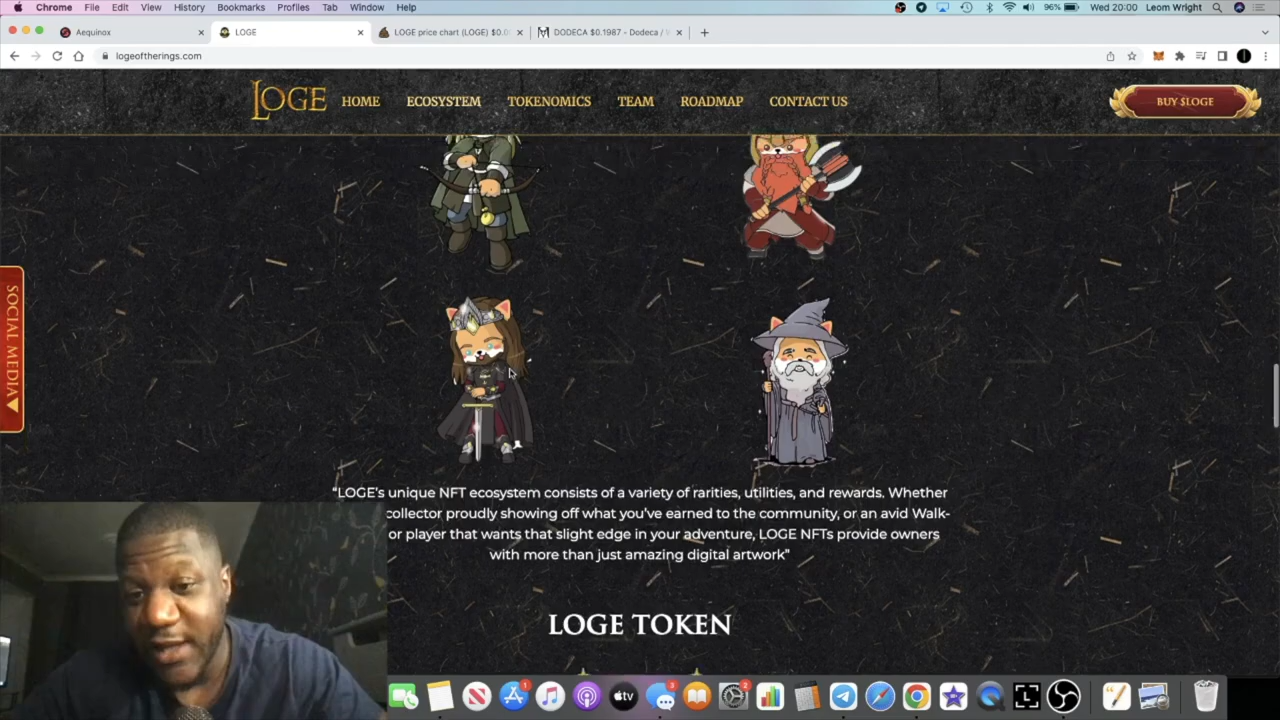 Chrome File Edit View History Bookmarks Profiles Tab Window Help 96% Wed 20:00 Leom Wright
Aequinox LOGE LOGE price chart (LOGE) DODECA $0.1987 - Dodeca /
logeoftherings.com
LOGE HOME ECOSYSTEM TOKENOMICS TEAM ROADMAP CONTACT US BUY $LOGE
SOCIAL MEDIA
“LOGE's unique NFT ecosystem consists of a variety of rarities, utilities, and rewards. Whether
collector proudly showing off what you've earned to the community, or an avid Walk-
or player that wants that slight edge in your adventure, LOGE NFTs provide owners
with more than just amazing digital artwork”
LOGE TOKEN
1 tv 3 2